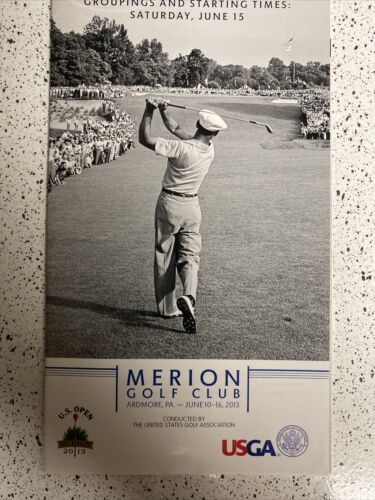 GROUPINGS AND STARTING TIMES:
SATURDAY, JUNE 15
MERION
GOLF CLUB
ARDMORE, PA. — JUNE 10–16, 2013
CONDUCTED BY
THE UNITED STATES GOLF ASSOCIATION
U.S. OPEN
2013
USGA